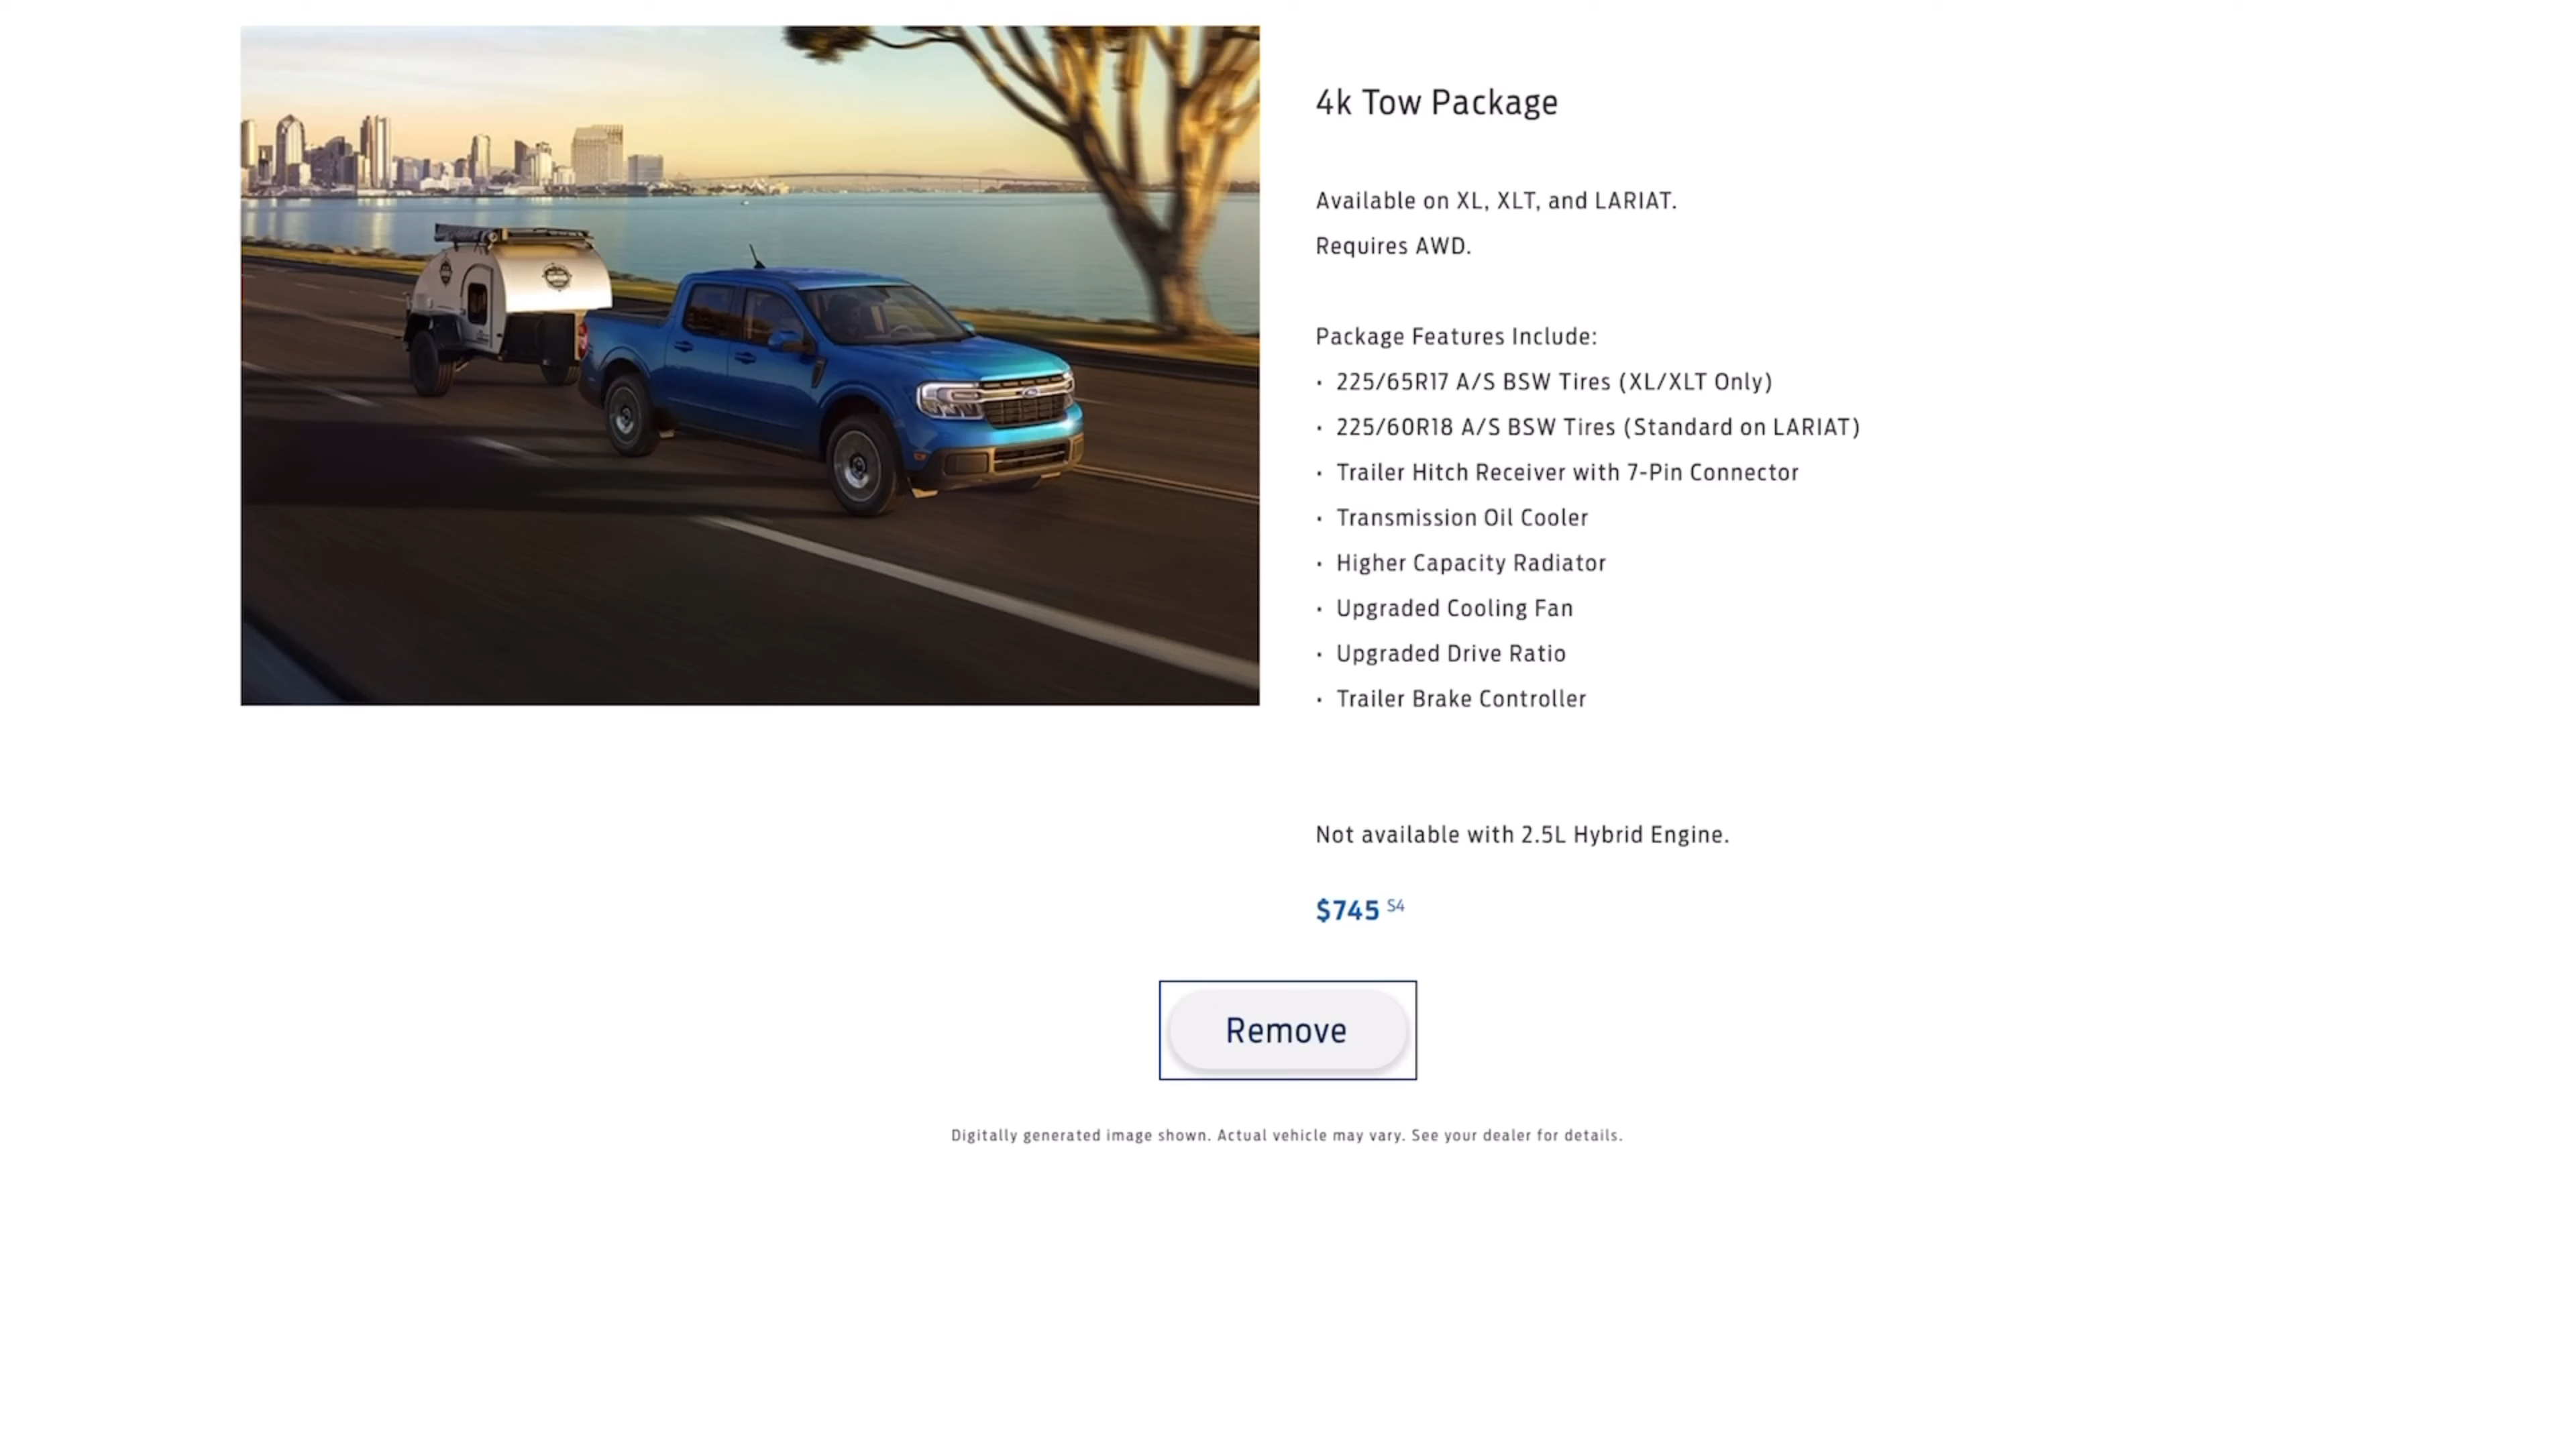 4k Tow Package
Available on XL, XLT, and LARIAT.
Requires AWD.
Package Features Include:
· 225/65R17 A/S BSW Tires (XL/XLT Only)
· 225/60R18 A/S BSW Tires (Standard on LARIAT)
· Trailer Hitch Receiver with 7-Pin Connector
· Transmission Oil Cooler
· Higher Capacity Radiator
· Upgraded Cooling Fan
· Upgraded Drive Ratio
· Trailer Brake Controller
Not available with 2.5L Hybrid Engine.
$745 S4
Remove
Digitally generated image shown. Actual vehicle may vary. See your dealer for details.